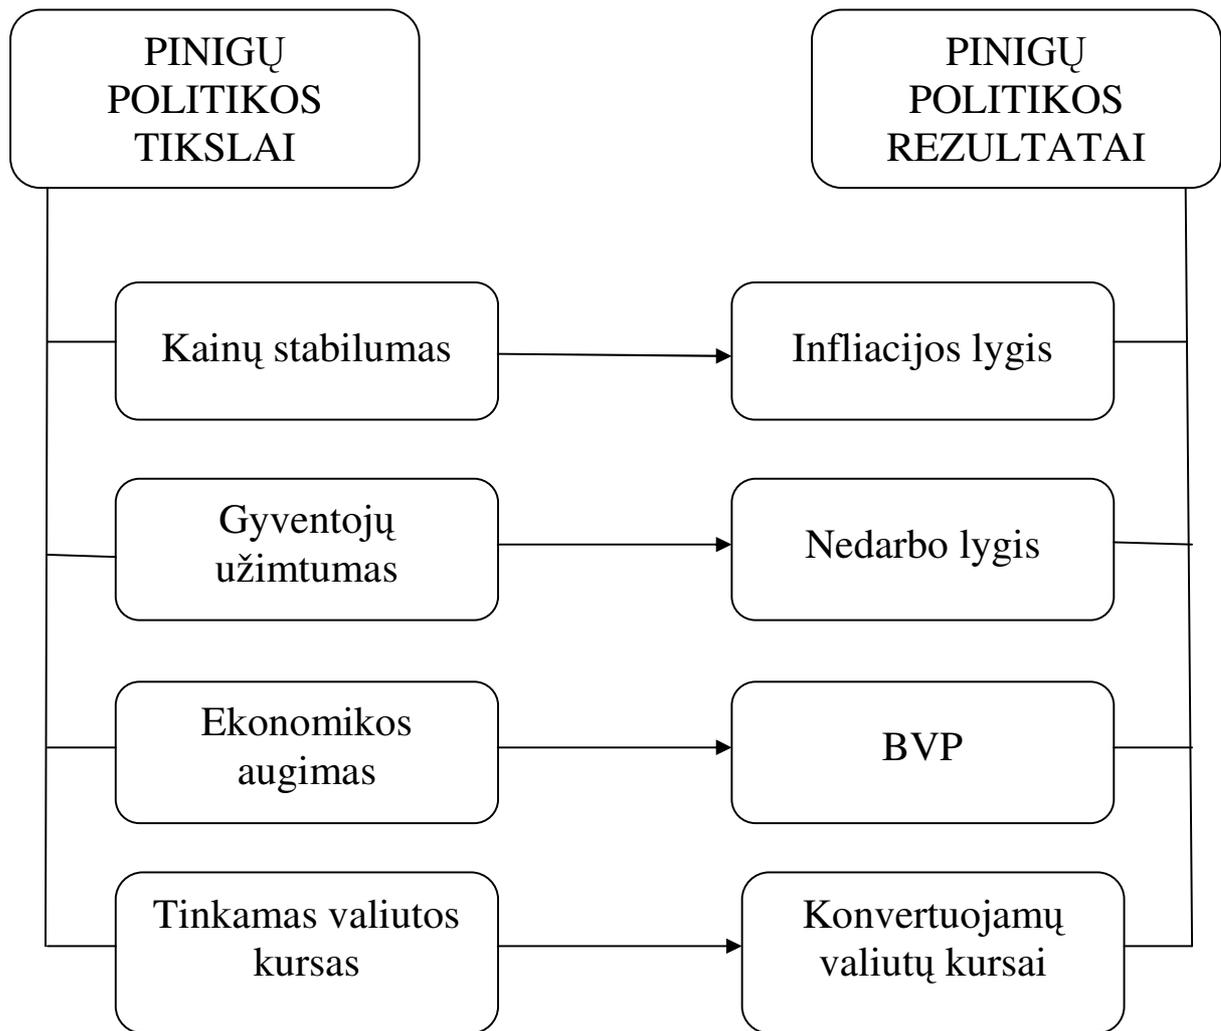 PINIGŲ
POLITIKOS
TIKSLAI
PINIGŲ
POLITIKOS
REZULTATAI
Kainų stabilumas
Infliacijos lygis
Gyventojų
užimtumas
Nedarbo lygis
Ekonomikos
augimas
BVP
Tinkamas valiutos
kursas
Konvertuojamų
valiutų kursai